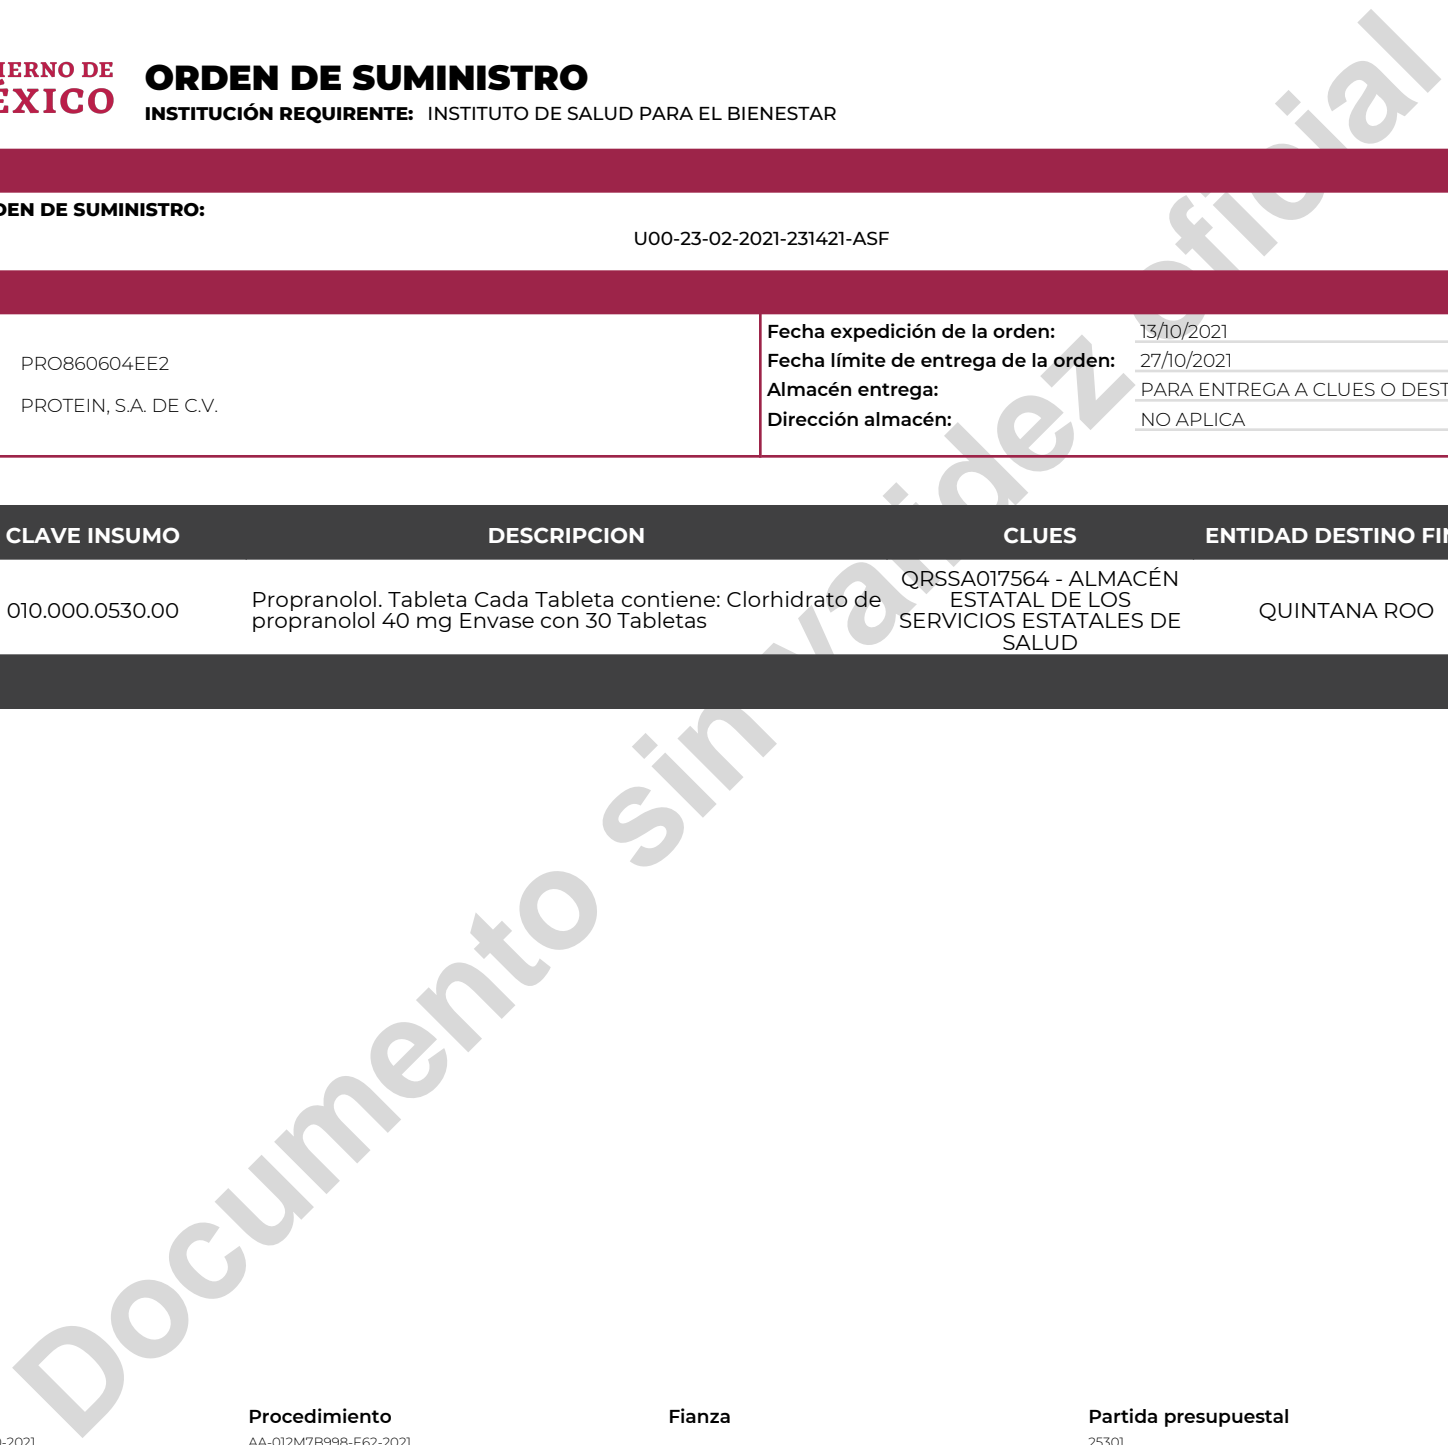 IERNO DE
ÉXICO
ORDEN DE SUMINISTRO
INSTITUCIÓN REQUIRENTE: INSTITUTO DE SALUD PARA EL BIENESTAR
DEN DE SUMINISTRO:
U00-23-02-2021-231421-ASF
PRO860604EE2
PROTEIN, S.A. DE C.V.
Fecha expedición de la orden: 13/10/2021
Fecha límite de entrega de la orden: 27/10/2021
Almacén entrega: PARA ENTREGA A CLUES O DEST
Dirección almacén: NO APLICA
CLAVE INSUMO DESCRIPCION CLUES ENTIDAD DESTINO FIN
010.000.0530.00
Propranolol. Tableta Cada Tableta contiene: Clorhidrato de
propranolol 40 mg Envase con 30 Tabletas
QRSSA017564 - ALMACÉN
ESTATAL DE LOS
SERVICIOS ESTATALES DE
SALUD
QUINTANA ROO
Documento sin validez oficial
Procedimiento Fianza Partida presupuestal
-2021 AA-012M7B998-E62-2021 25301